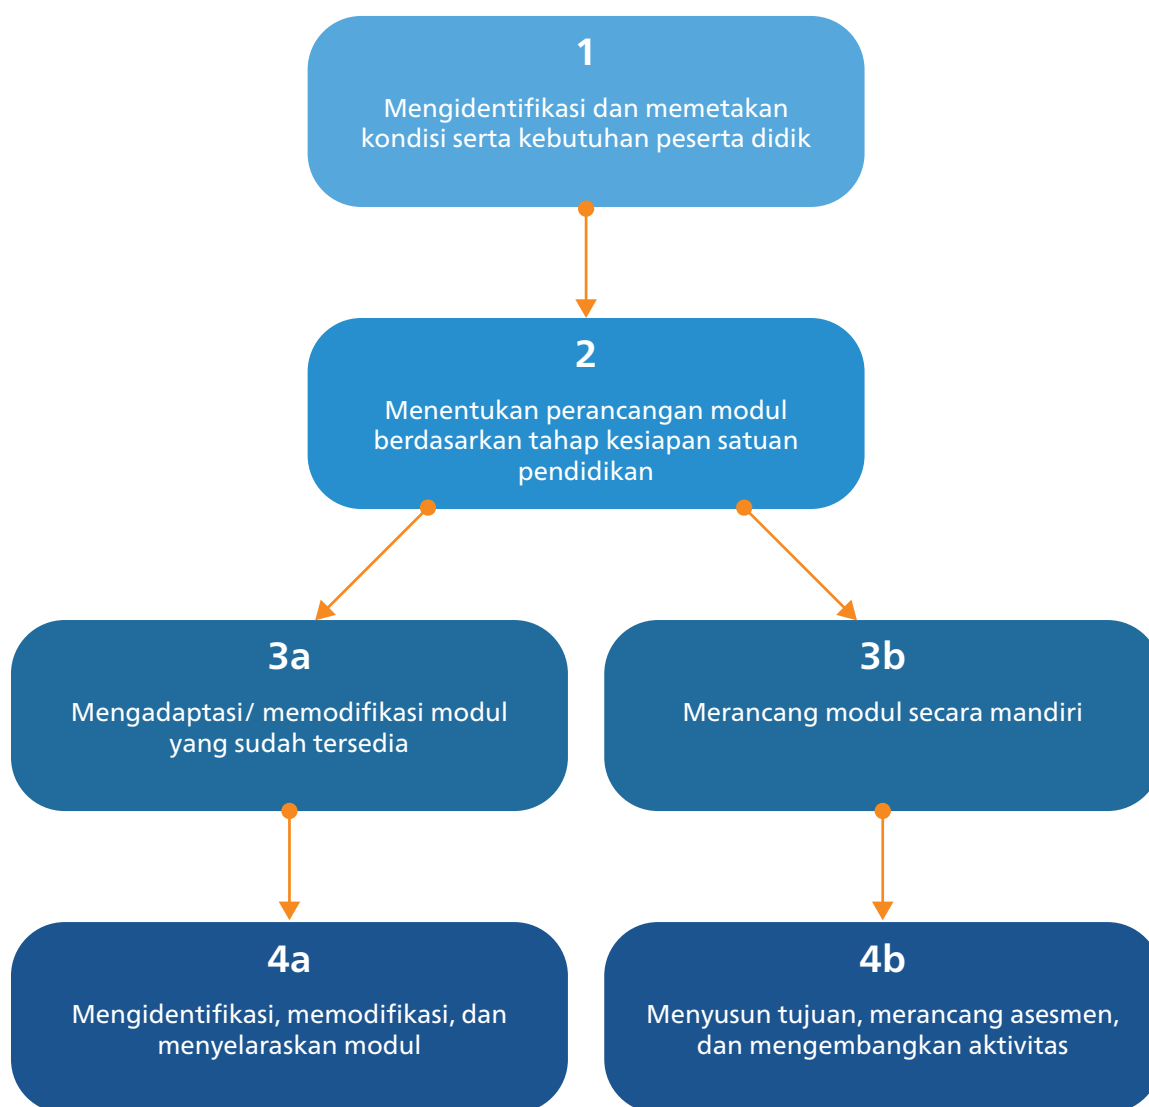 1
Mengidentifikasi dan memetakan
kondisi serta kebutuhan peserta didik
2
Menentukan perancangan modul
berdasarkan tahap kesiapan satuan
pendidikan
3a
Mengadaptasi/ memodifikasi modul
yang sudah tersedia
3b
Merancang modul secara mandiri
4a
Mengidentifikasi, memodifikasi, dan
menyelaraskan modul
4b
Menyusun tujuan, merancang asesmen,
dan mengembangkan aktivitas